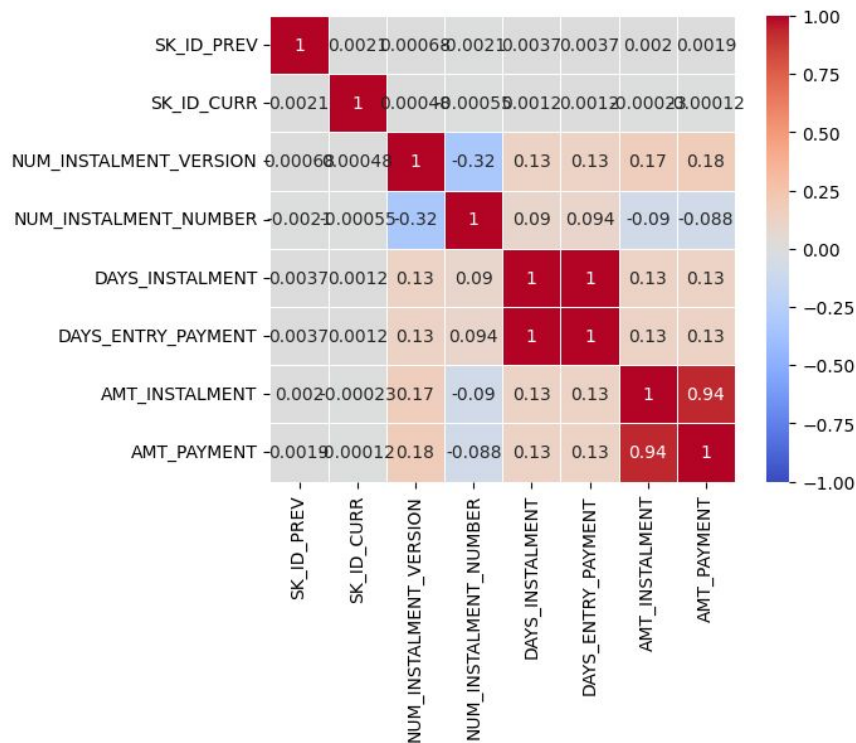 SK_ID_PREV 1 0.0021 0.00068 -0.0021 0.0037 0.0037 0.002 0.0019
SK_ID_CURR 0.0021 1 0.00048 -0.00055 0.0012 0.0012 -0.00023 -0.00012
NUM_INSTALMENT_VERSION 0.00068 0.00048 1 -0.32 0.13 0.13 0.17 0.18
NUM_INSTALMENT_NUMBER -0.0021 -0.00055 -0.32 1 0.09 0.094 -0.09 -0.088
DAYS_INSTALMENT 0.0037 0.0012 0.13 0.09 1 1 0.13 0.13
DAYS_ENTRY_PAYMENT 0.0037 0.0012 0.13 0.094 1 1 0.13 0.13
AMT_INSTALMENT 0.002 -0.00023 0.17 -0.09 0.13 0.13 1 0.94
AMT_PAYMENT 0.0019 -0.00012 0.18 -0.088 0.13 0.13 0.94 1
SK_ID_PREV
SK_ID_CURR
NUM_INSTALMENT_VERSION
NUM_INSTALMENT_NUMBER
DAYS_INSTALMENT
DAYS_ENTRY_PAYMENT
AMT_INSTALMENT
AMT_PAYMENT
1.00
0.75
0.50
0.25
0.00
-0.25
-0.50
-0.75
-1.00